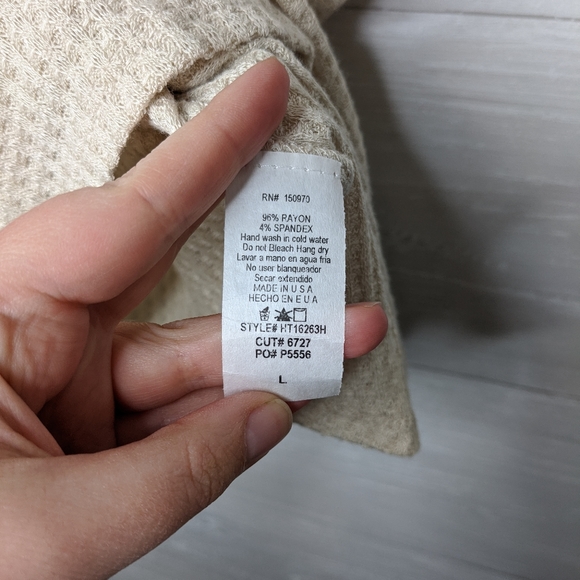 RN# 150970
96% RAYON
4% SPANDEX
Hand wash in cold water
Do not Bleach Hang dry
Lavar a mano en agua fria
No user blanqueador
Secar extendido
MADE IN U S A
HECHO EN E U A
STYLE# HT16263H
CUT# 6727
PO# P5556
L